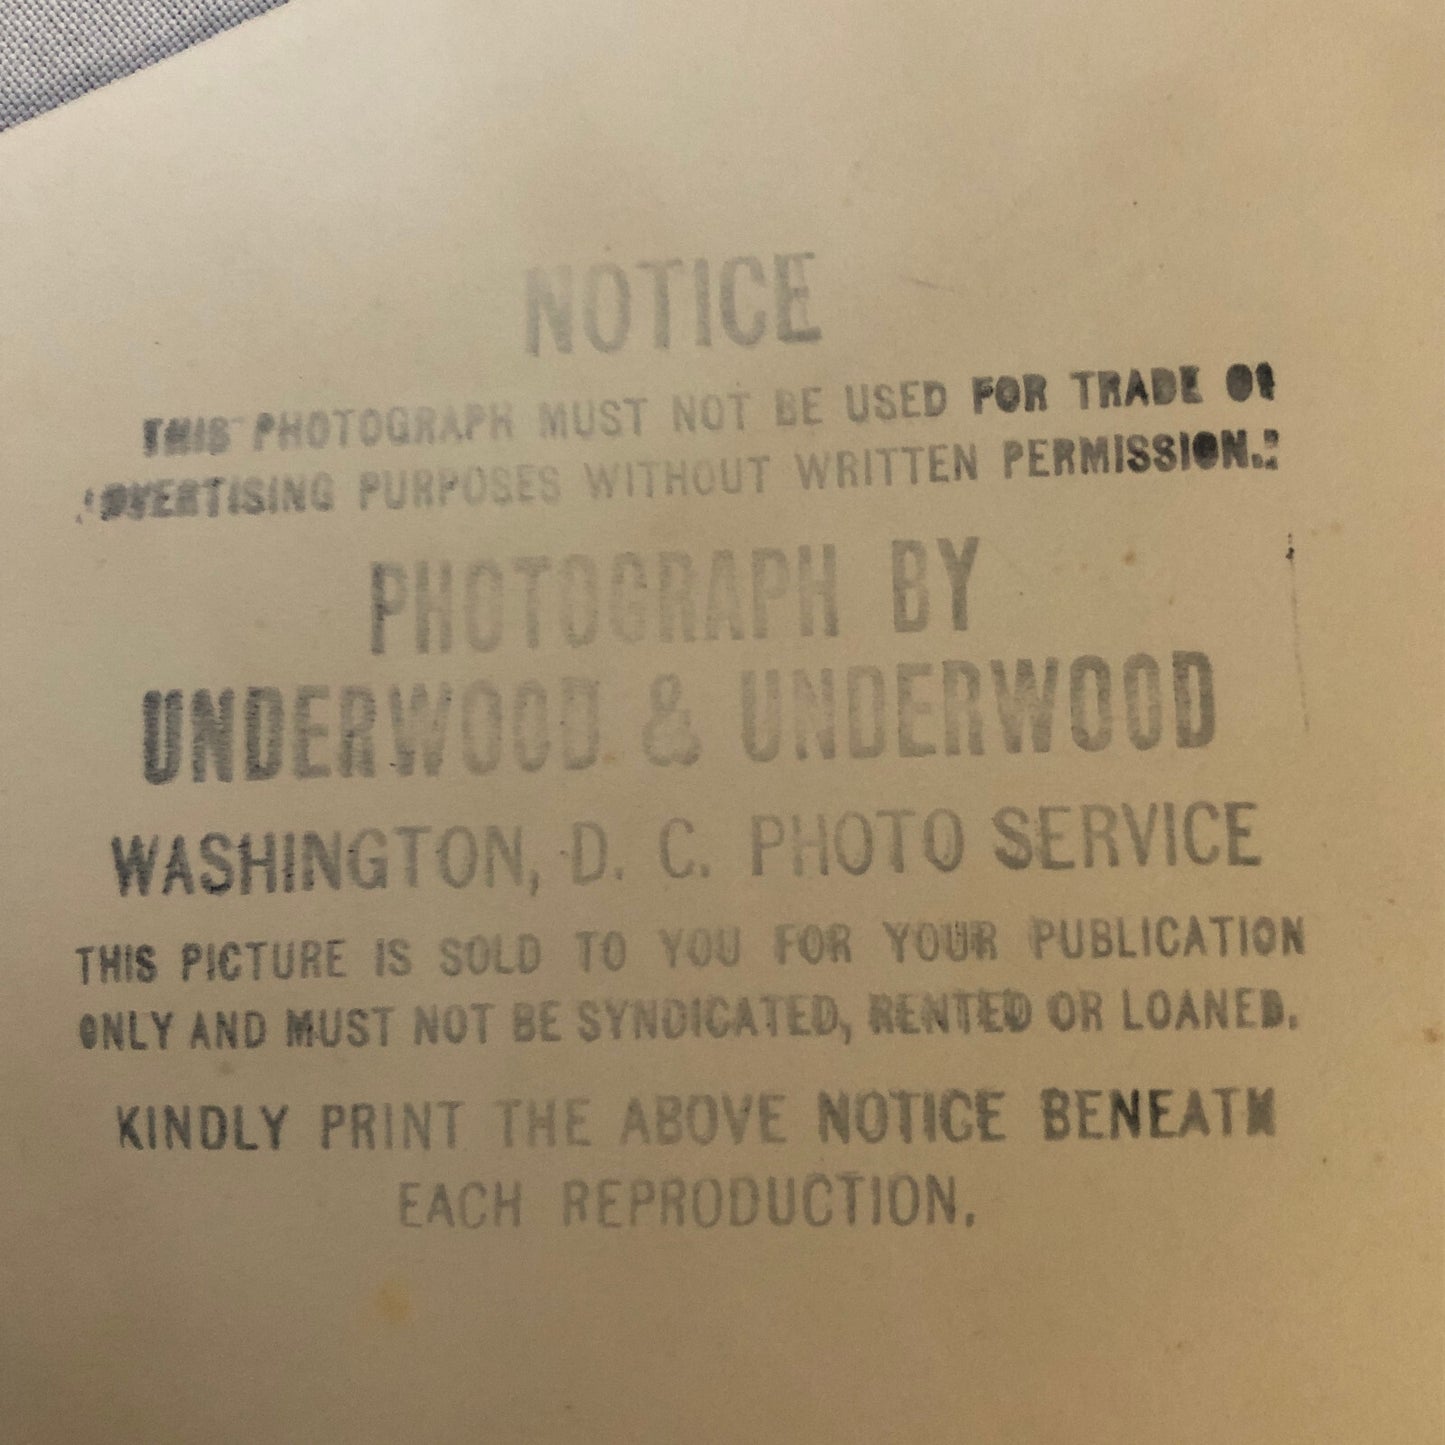 NOTICE
THIS PHOTOGRAPH MUST NOT BE USED FOR TRADE OR
ADVERTISING PURPOSES WITHOUT WRITTEN PERMISSION.
PHOTOGRAPH BY
UNDERWOOD & UNDERWOOD
WASHINGTON, D. C. PHOTO SERVICE
THIS PICTURE IS SOLD TO YOU FOR YOUR PUBLICATION
ONLY AND MUST NOT BE SYNDICATED, RENTED OR LOANED.
KINDLY PRINT THE ABOVE NOTICE BENEATH
EACH REPRODUCTION.